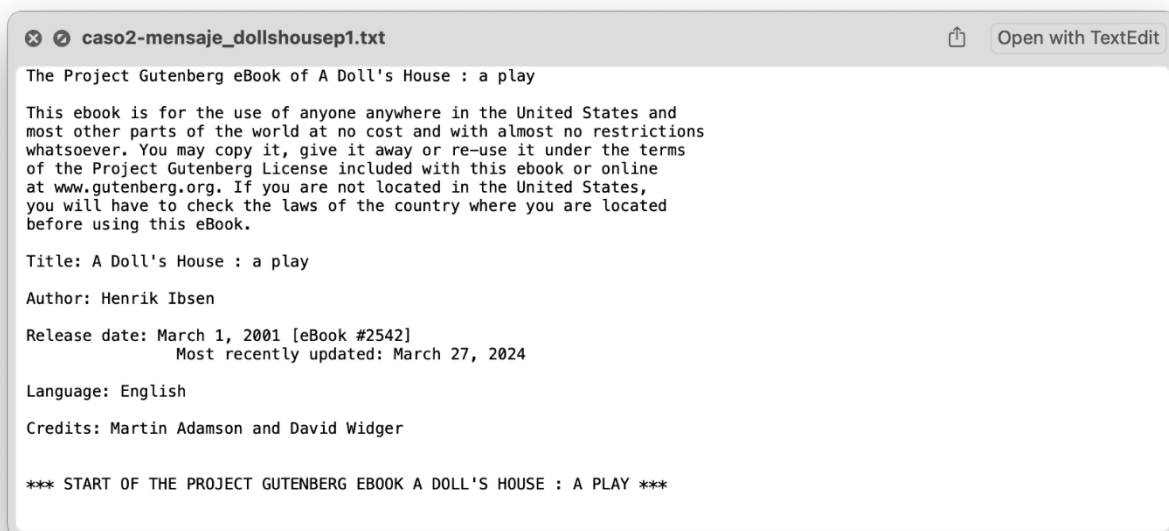 caso2-mensaje_dollshousep1.txt
Open with TextEdit
The Project Gutenberg eBook of A Doll's House : a play
This ebook is for the use of anyone anywhere in the United States and
most other parts of the world at no cost and with almost no restrictions
whatsoever. You may copy it, give it away or re-use it under the terms
of the Project Gutenberg License included with this ebook or online
at www.gutenberg.org. If you are not located in the United States,
you will have to check the laws of the country where you are located
before using this eBook.
Title: A Doll's House : a play
Author: Henrik Ibsen
Release date: March 1, 2001 [eBook #2542]
Most recently updated: March 27, 2024
Language: English
Credits: Martin Adamson and David Widger
*** START OF THE PROJECT GUTENBERG EBOOK A DOLL'S HOUSE : A PLAY ***